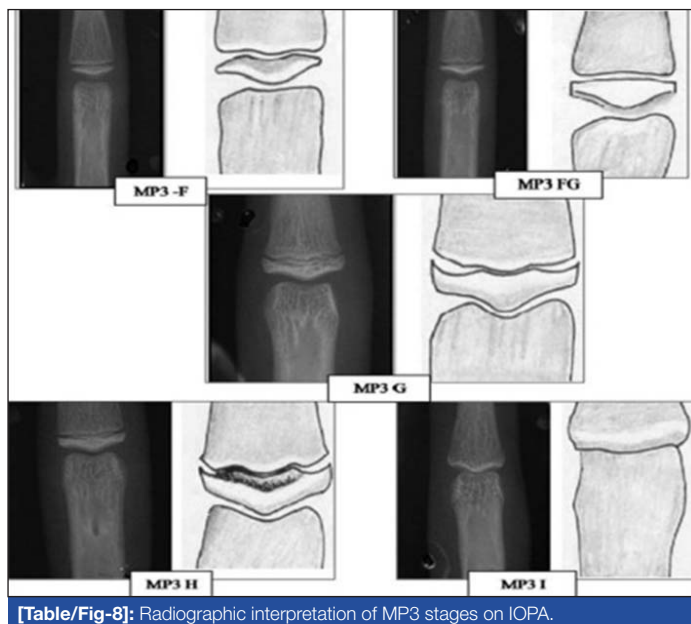 MP3 -F
MP3 FG
MP3 G
MP3 H
MP3 I
[Table/Fig-8]: Radiographic interpretation of MP3 stages on IOPA.